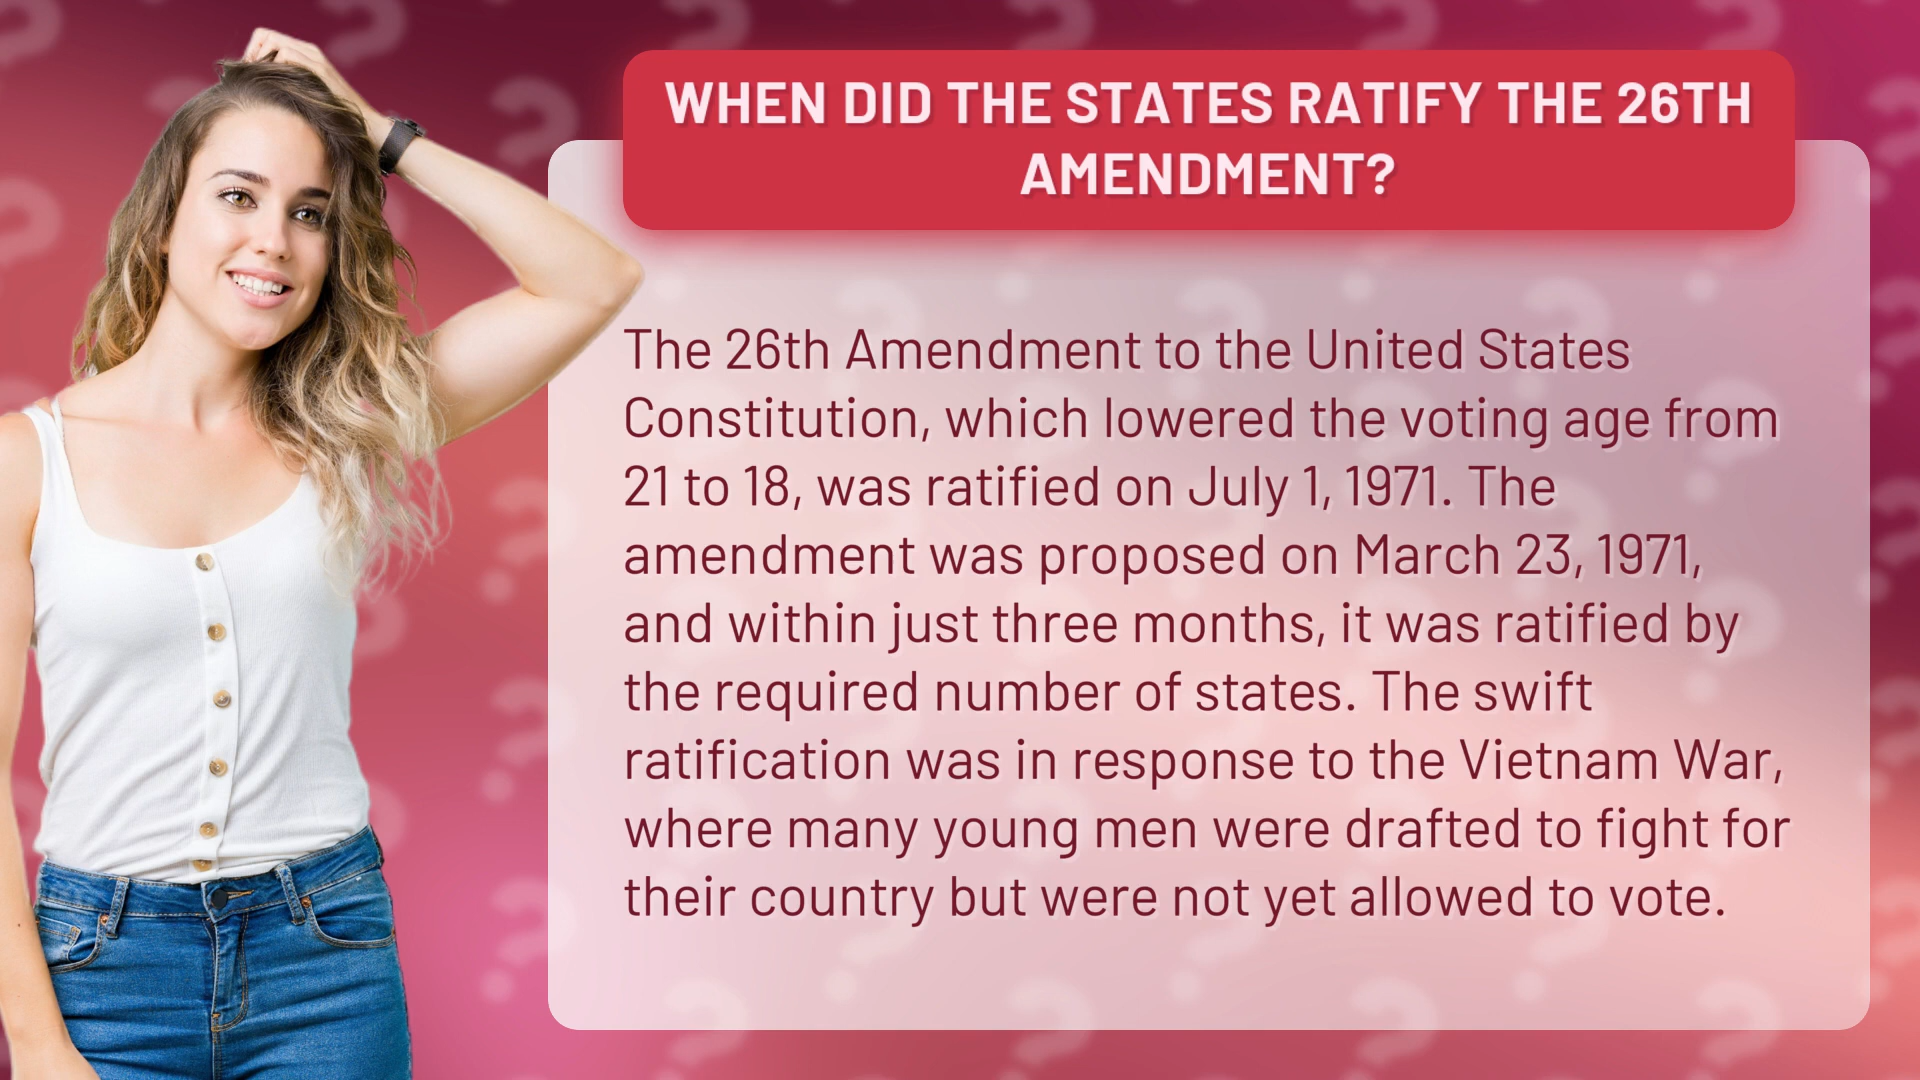 WHEN DID THE STATES RATIFY THE 26TH
AMENDMENT?
The 26th Amendment to the United States
Constitution, which lowered the voting age from
21 to 18, was ratified on July 1, 1971. The
amendment was proposed on March 23, 1971,
and within just three months, it was ratified by
the required number of states. The swift
ratification was in response to the Vietnam War,
where many young men were drafted to fight for
their country but were not yet allowed to vote.